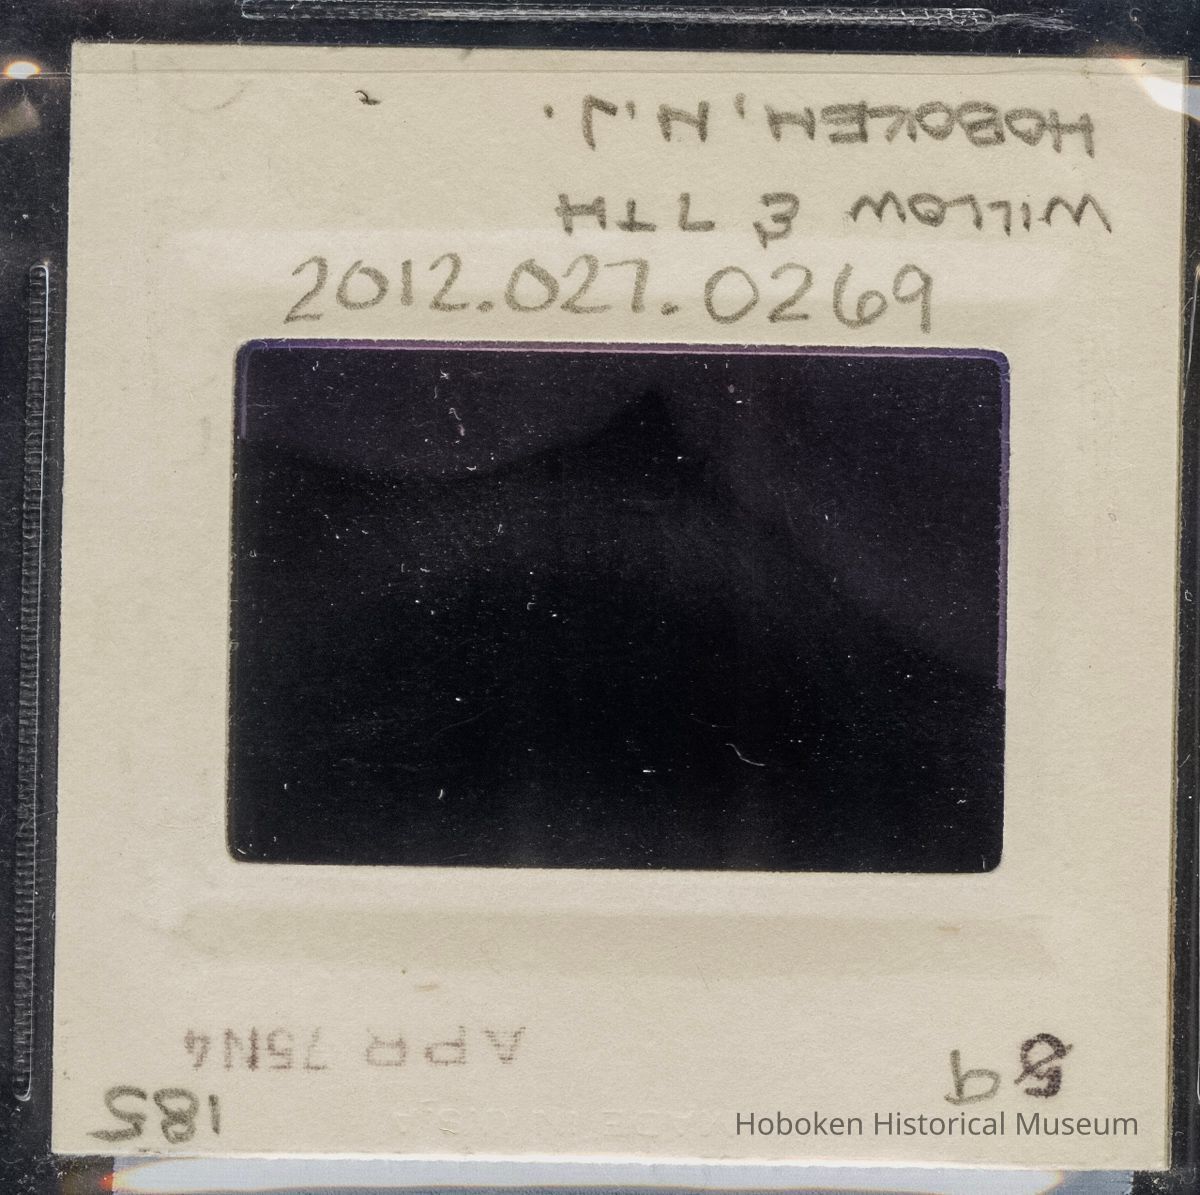 185
APR 75N4
2012.027.0269
WILLOW & 7TH
HOBOKEN, N.J.
Hoboken Historical Museum